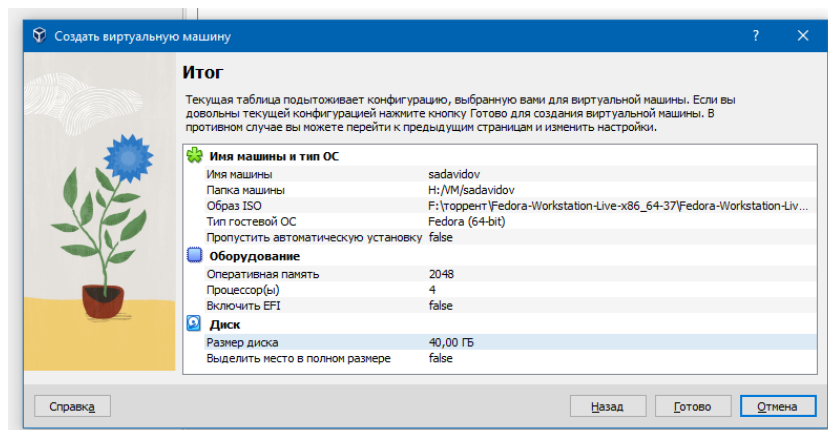 Создать виртуальную машину
Итог
Текущая таблица подытоживает конфигурацию, выбранную вами для виртуальной машины. Если вы
довольны текущей конфигурацией нажмите кнопку Готово для создания виртуальной машины. В
противном случае вы можете перейти к предыдущим страницам и изменить настройки.
Имя машины и тип ОС
Имя машины sadavidov
Папка машины H:/VM/sadavidov
Образ ISO F:\торрент\Fedora-Workstation-Live-x86_64-37\Fedora-Workstation-Liv...
Тип гостевой ОС Fedora (64-bit)
Пропустить автоматическую установку false
Оборудование
Оперативная память 2048
Процессор(ы) 4
Включить EFI false
Диск
Размер диска 40,00 ГБ
Выделить место в полном размере false
Справка Назад Готово Отмена